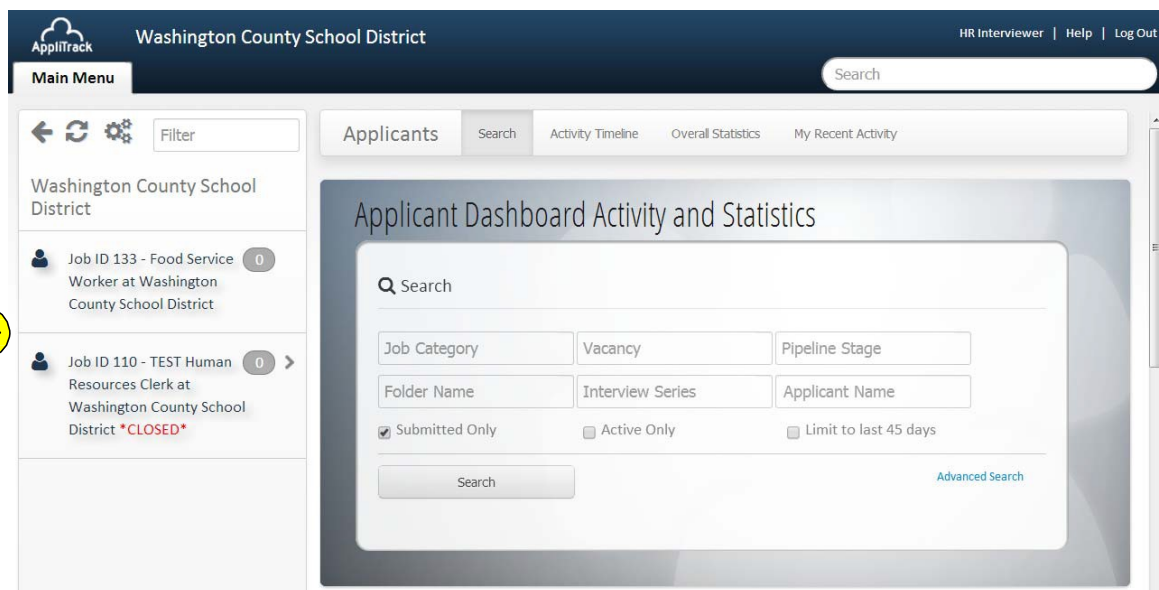 AppliTrack
Washington County School District
HR Interviewer | Help | Log Out
Main Menu
Search
Filter
Washington County School
District
Job ID 133 - Food Service 0
Worker at Washington
County School District
Job ID 110 - TEST Human 0
Resources Clerk at
Washington County School
District *CLOSED*
Applicants Search Activity Timeline Overall Statistics My Recent Activity
Applicant Dashboard Activity and Statistics
Search
Job Category Vacancy Pipeline Stage
Folder Name Interview Series Applicant Name
Submitted Only Active Only Limit to last 45 days
Search Advanced Search